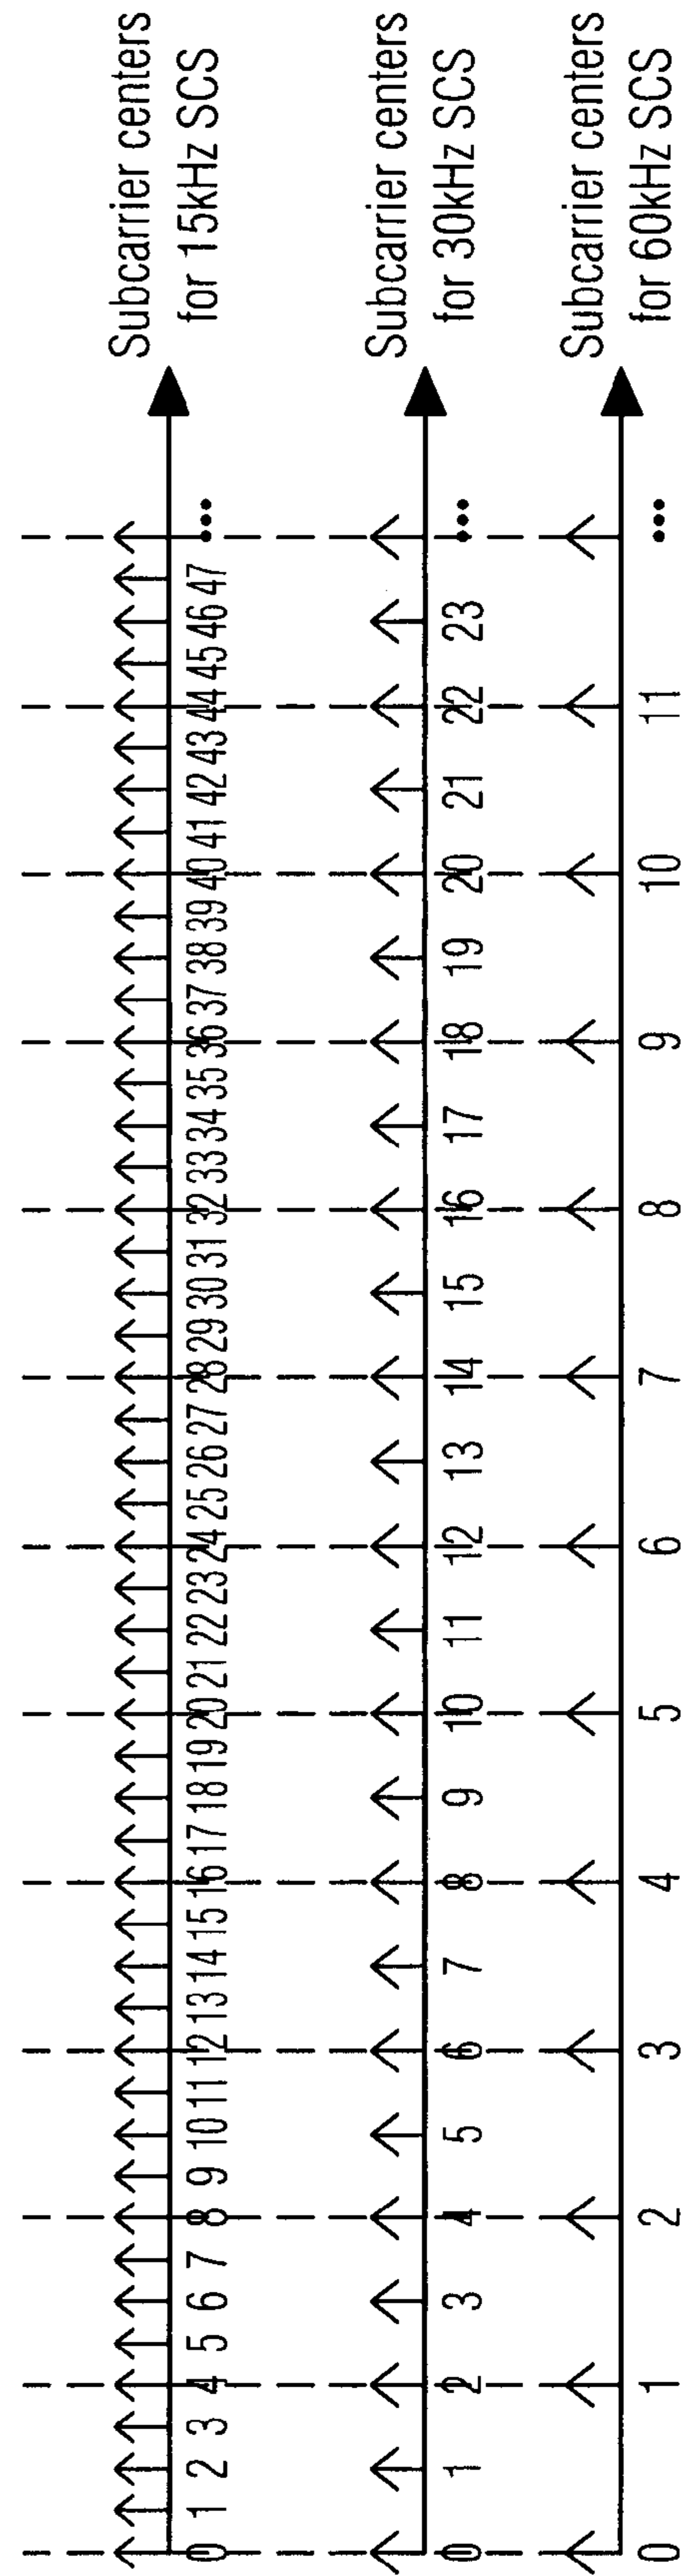 Subcarrier centers
for 15kHz SCS
0 1 2 3 4 5 6 7 8 9 10 11 12 13 14 15 16 17 18 19 20 21 22 23 24 25 26 27 28 29 30 31 32 33 34 35 36 37 38 39 40 41 42 43 44 45 46 47 •••
Subcarrier centers
for 30kHz SCS
0 1 2 3 4 5 6 7 8 9 10 11 12 13 14 15 16 17 18 19 20 21 22 23 •••
Subcarrier centers
for 60kHz SCS
0 1 2 3 4 5 6 7 8 9 10 11 •••